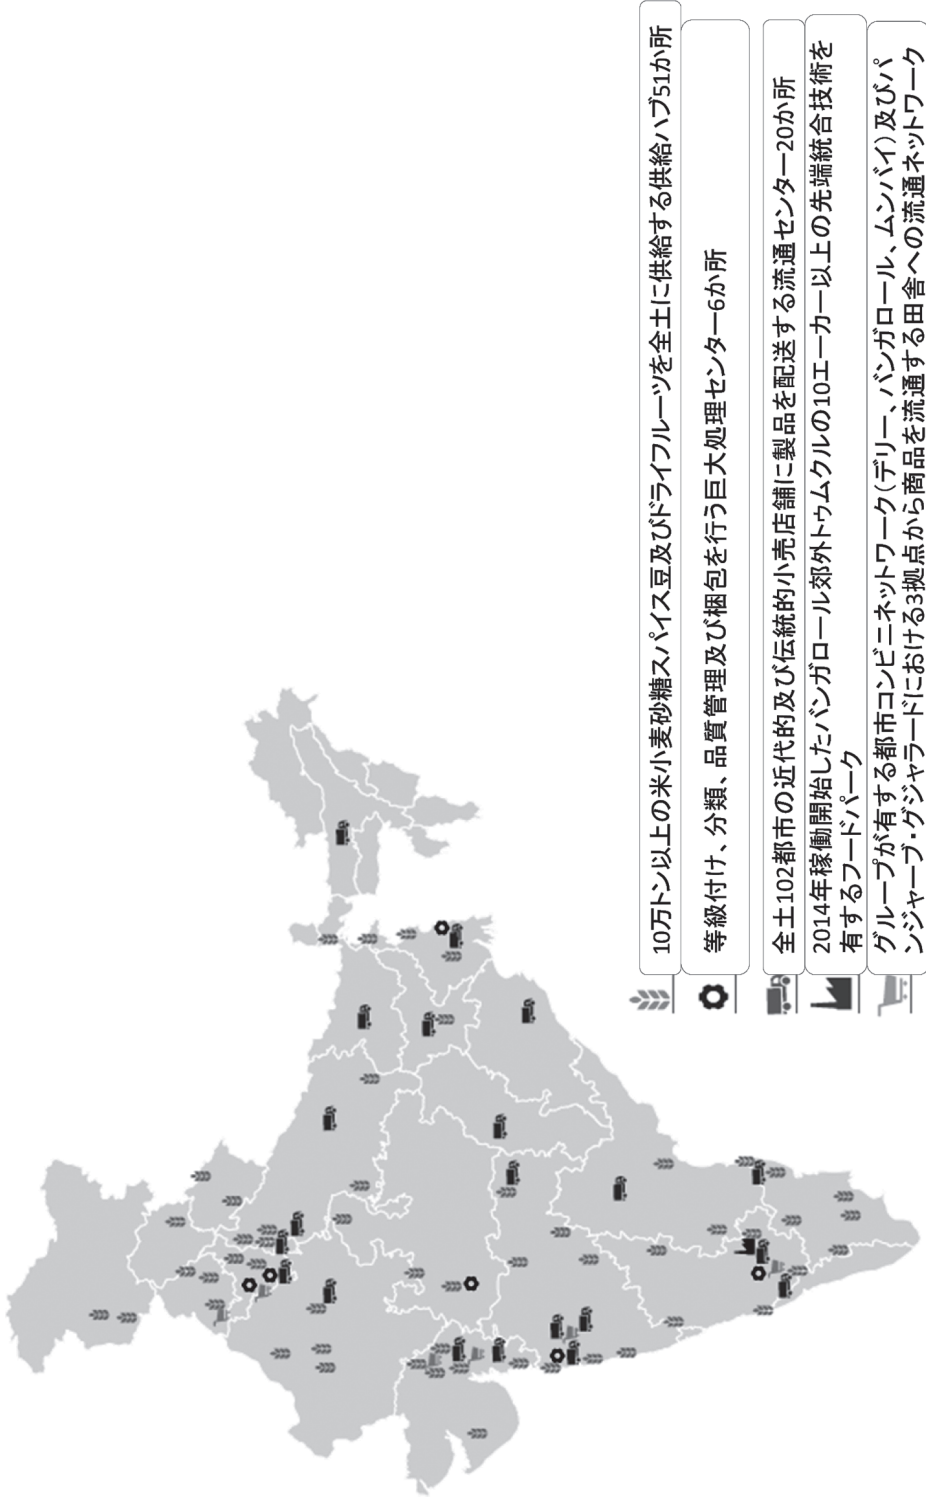 10万トン以上の米小麦砂糖スパイス豆及びドライフルーツを全土に供給する供給ハブ51か所
等級付け、分類、品質管理及び梱包を行う巨大処理センター6か所
全土102都市の近代的及び伝統的小売店舗に製品を配送する流通センター20か所
2014年稼働開始したバンガロール郊外トゥムクルの10エーカー以上の先端統合技術を
有するフードパーク
グループが有する都市コンビニネットワーク(デリー、バンガロール、ムンバイ)及びパ
ンジャーブ・グジャラードにおける3拠点から商品を流通する田舎への流通ネットワーク